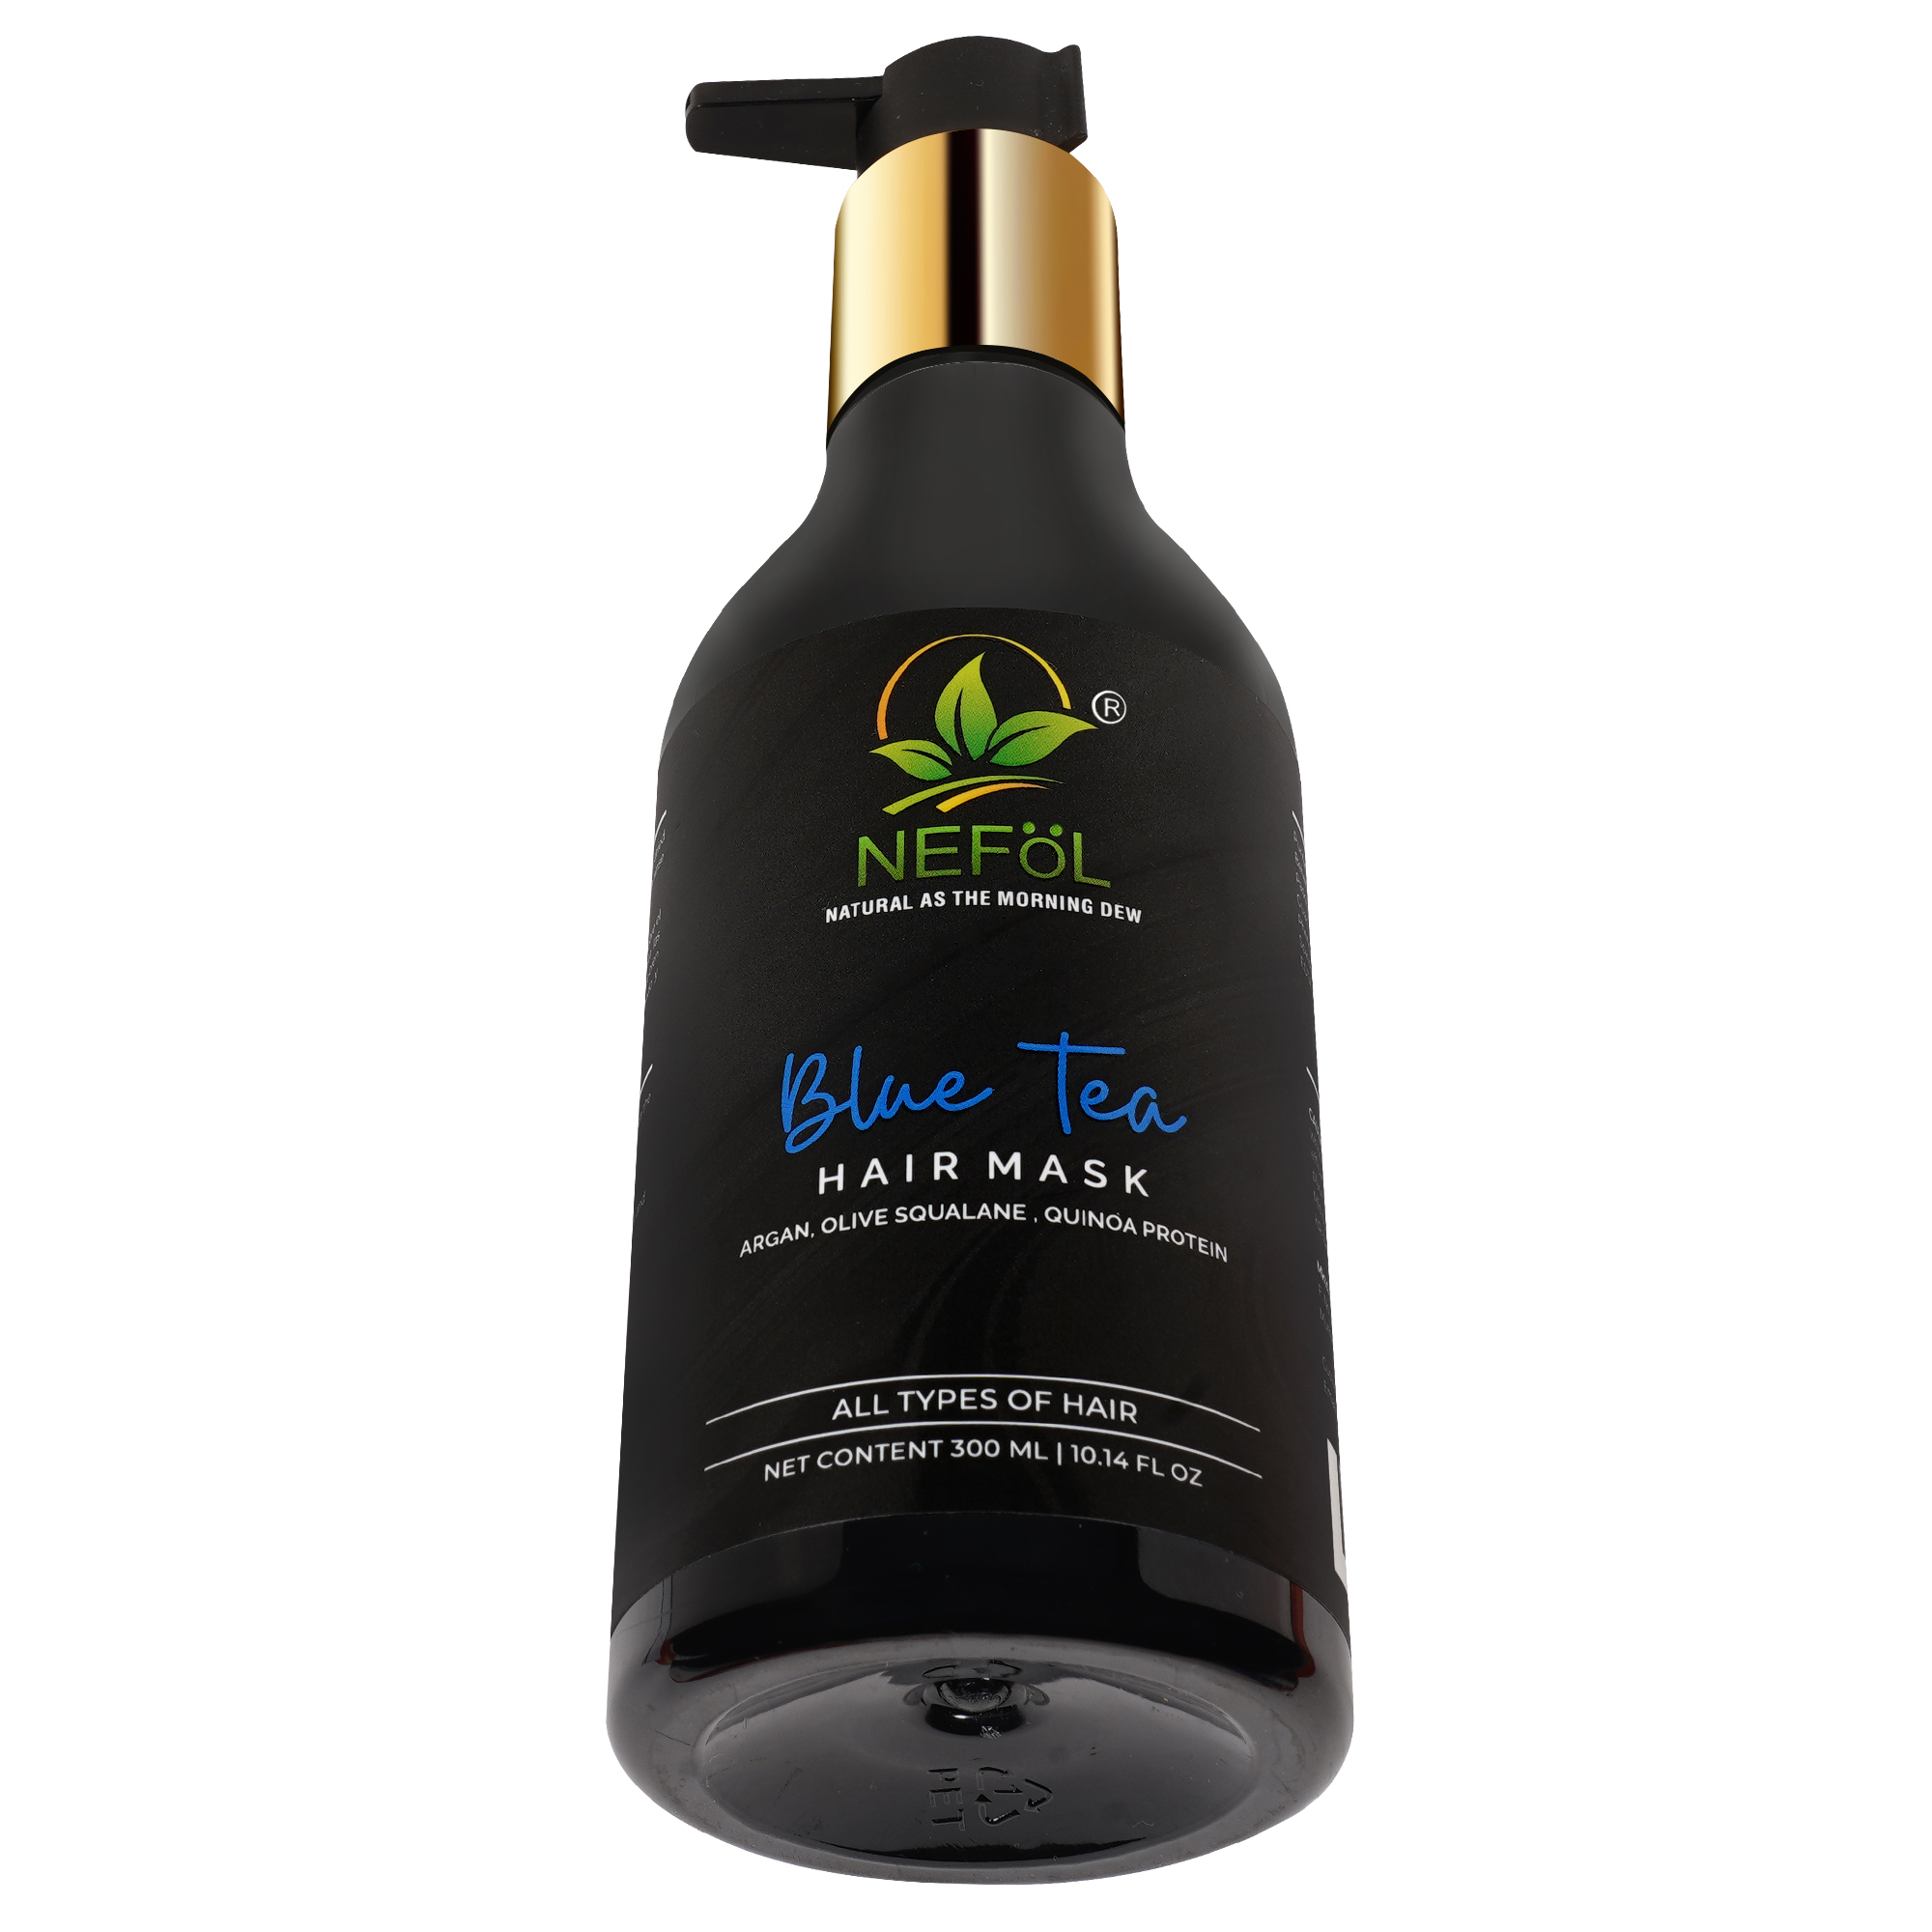 ®
NEFöL
NATURAL AS THE MORNING DEW
Blue Tea
HAIR MASK
ARGAN, OLIVE SQUALANE , QUINOA PROTEIN
ALL TYPES OF HAIR
NET CONTENT 300 ML | 10.14 FL OZ
1
PET